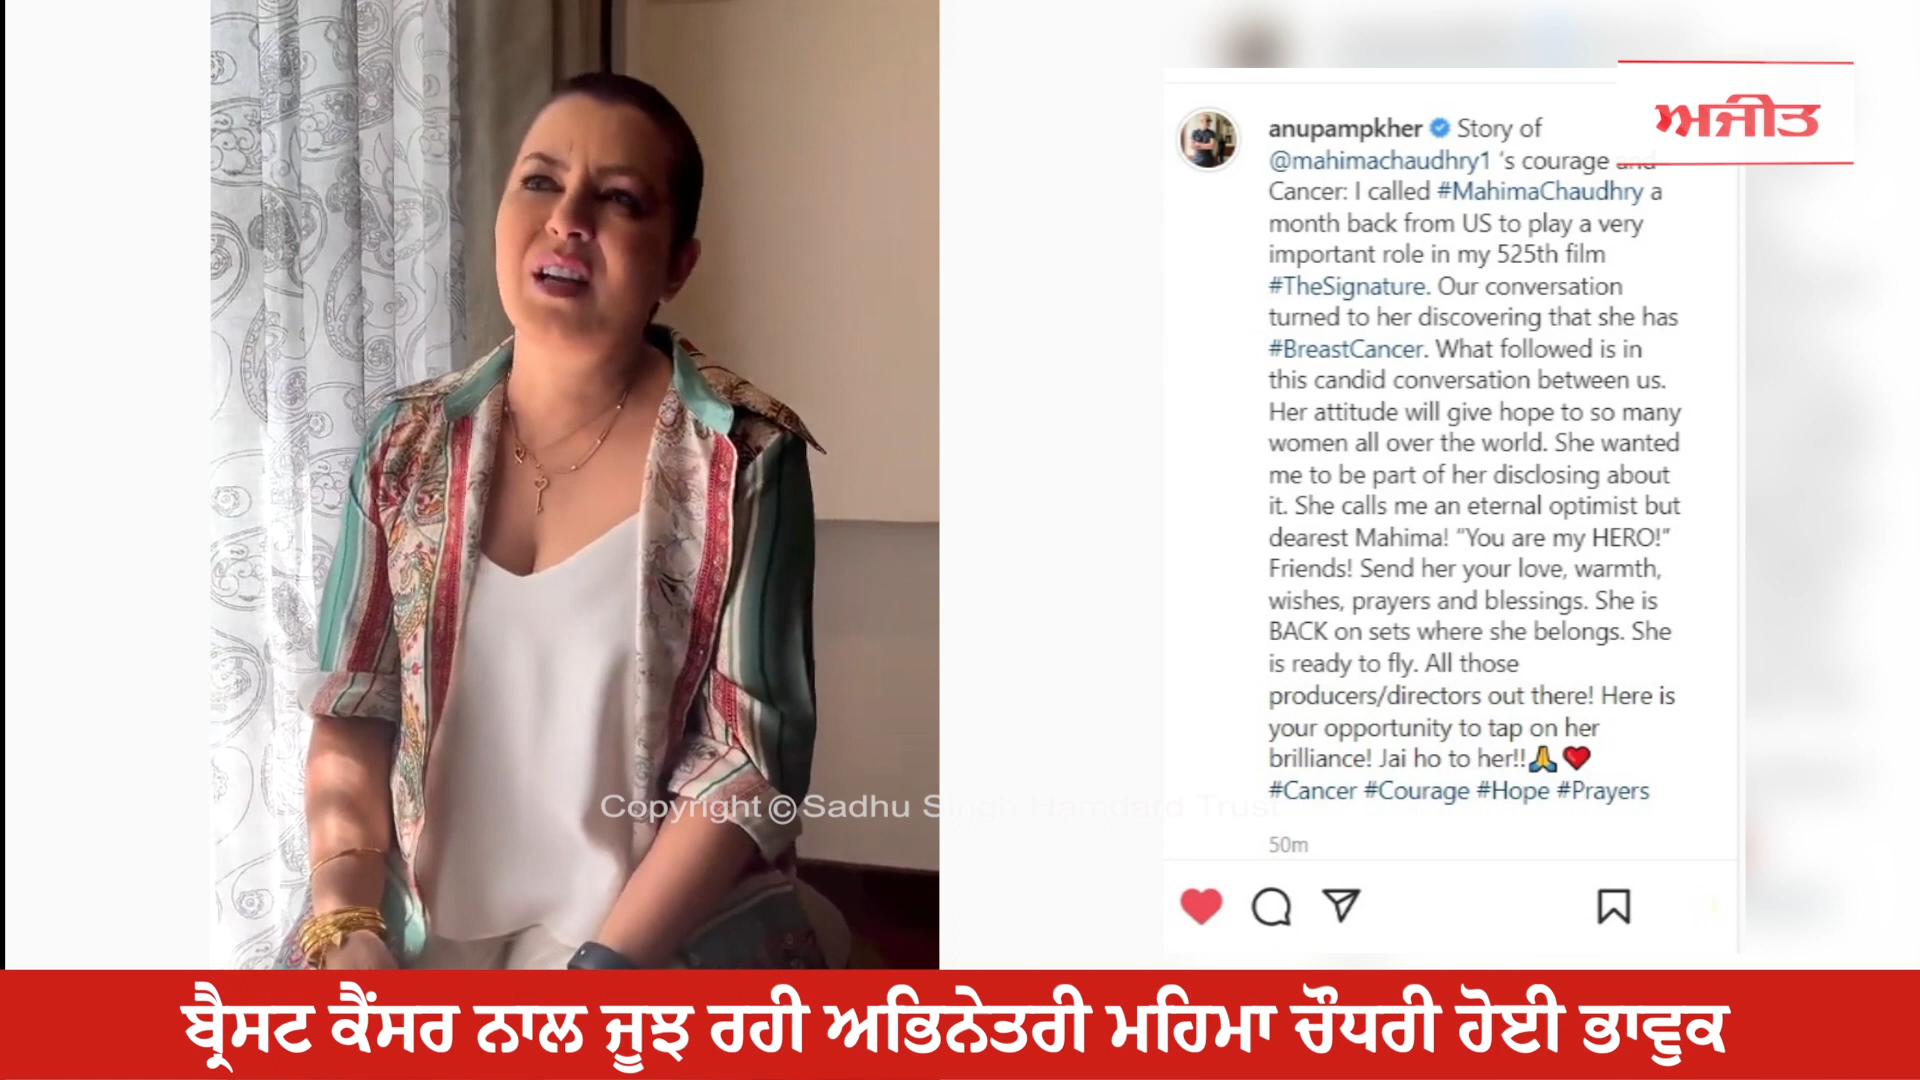 ਅਜੀਤ
anupampkher Story of
@mahimachaudhry1 's courage and
Cancer: I called #MahimaChaudhry a
month back from US to play a very
important role in my 525th film
#TheSignature. Our conversation
turned to her discovering that she has
#BreastCancer. What followed is in
this candid conversation between us.
Her attitude will give hope to so many
women all over the world. She wanted
me to be part of her disclosing about
it. She calls me an eternal optimist but
dearest Mahima! “You are my HERO!”
Friends! Send her your love, warmth,
wishes, prayers and blessings. She is
BACK on sets where she belongs. She
is ready to fly. All those
producers/directors out there! Here is
your opportunity to tap on her
brilliance! Jai ho to her!!🙏❤️
#Cancer #Courage #Hope #Prayers
50m
Copyright © Sadhu Singh Hamdard Trust
ਬ੍ਰੈਸਟ ਕੈਂਸਰ ਨਾਲ ਜੂਝ ਰਹੀ ਅਭਿਨੇਤਰੀ ਮਹਿਮਾ ਚੌਧਰੀ ਹੋਈ ਭਾਵੁਕ